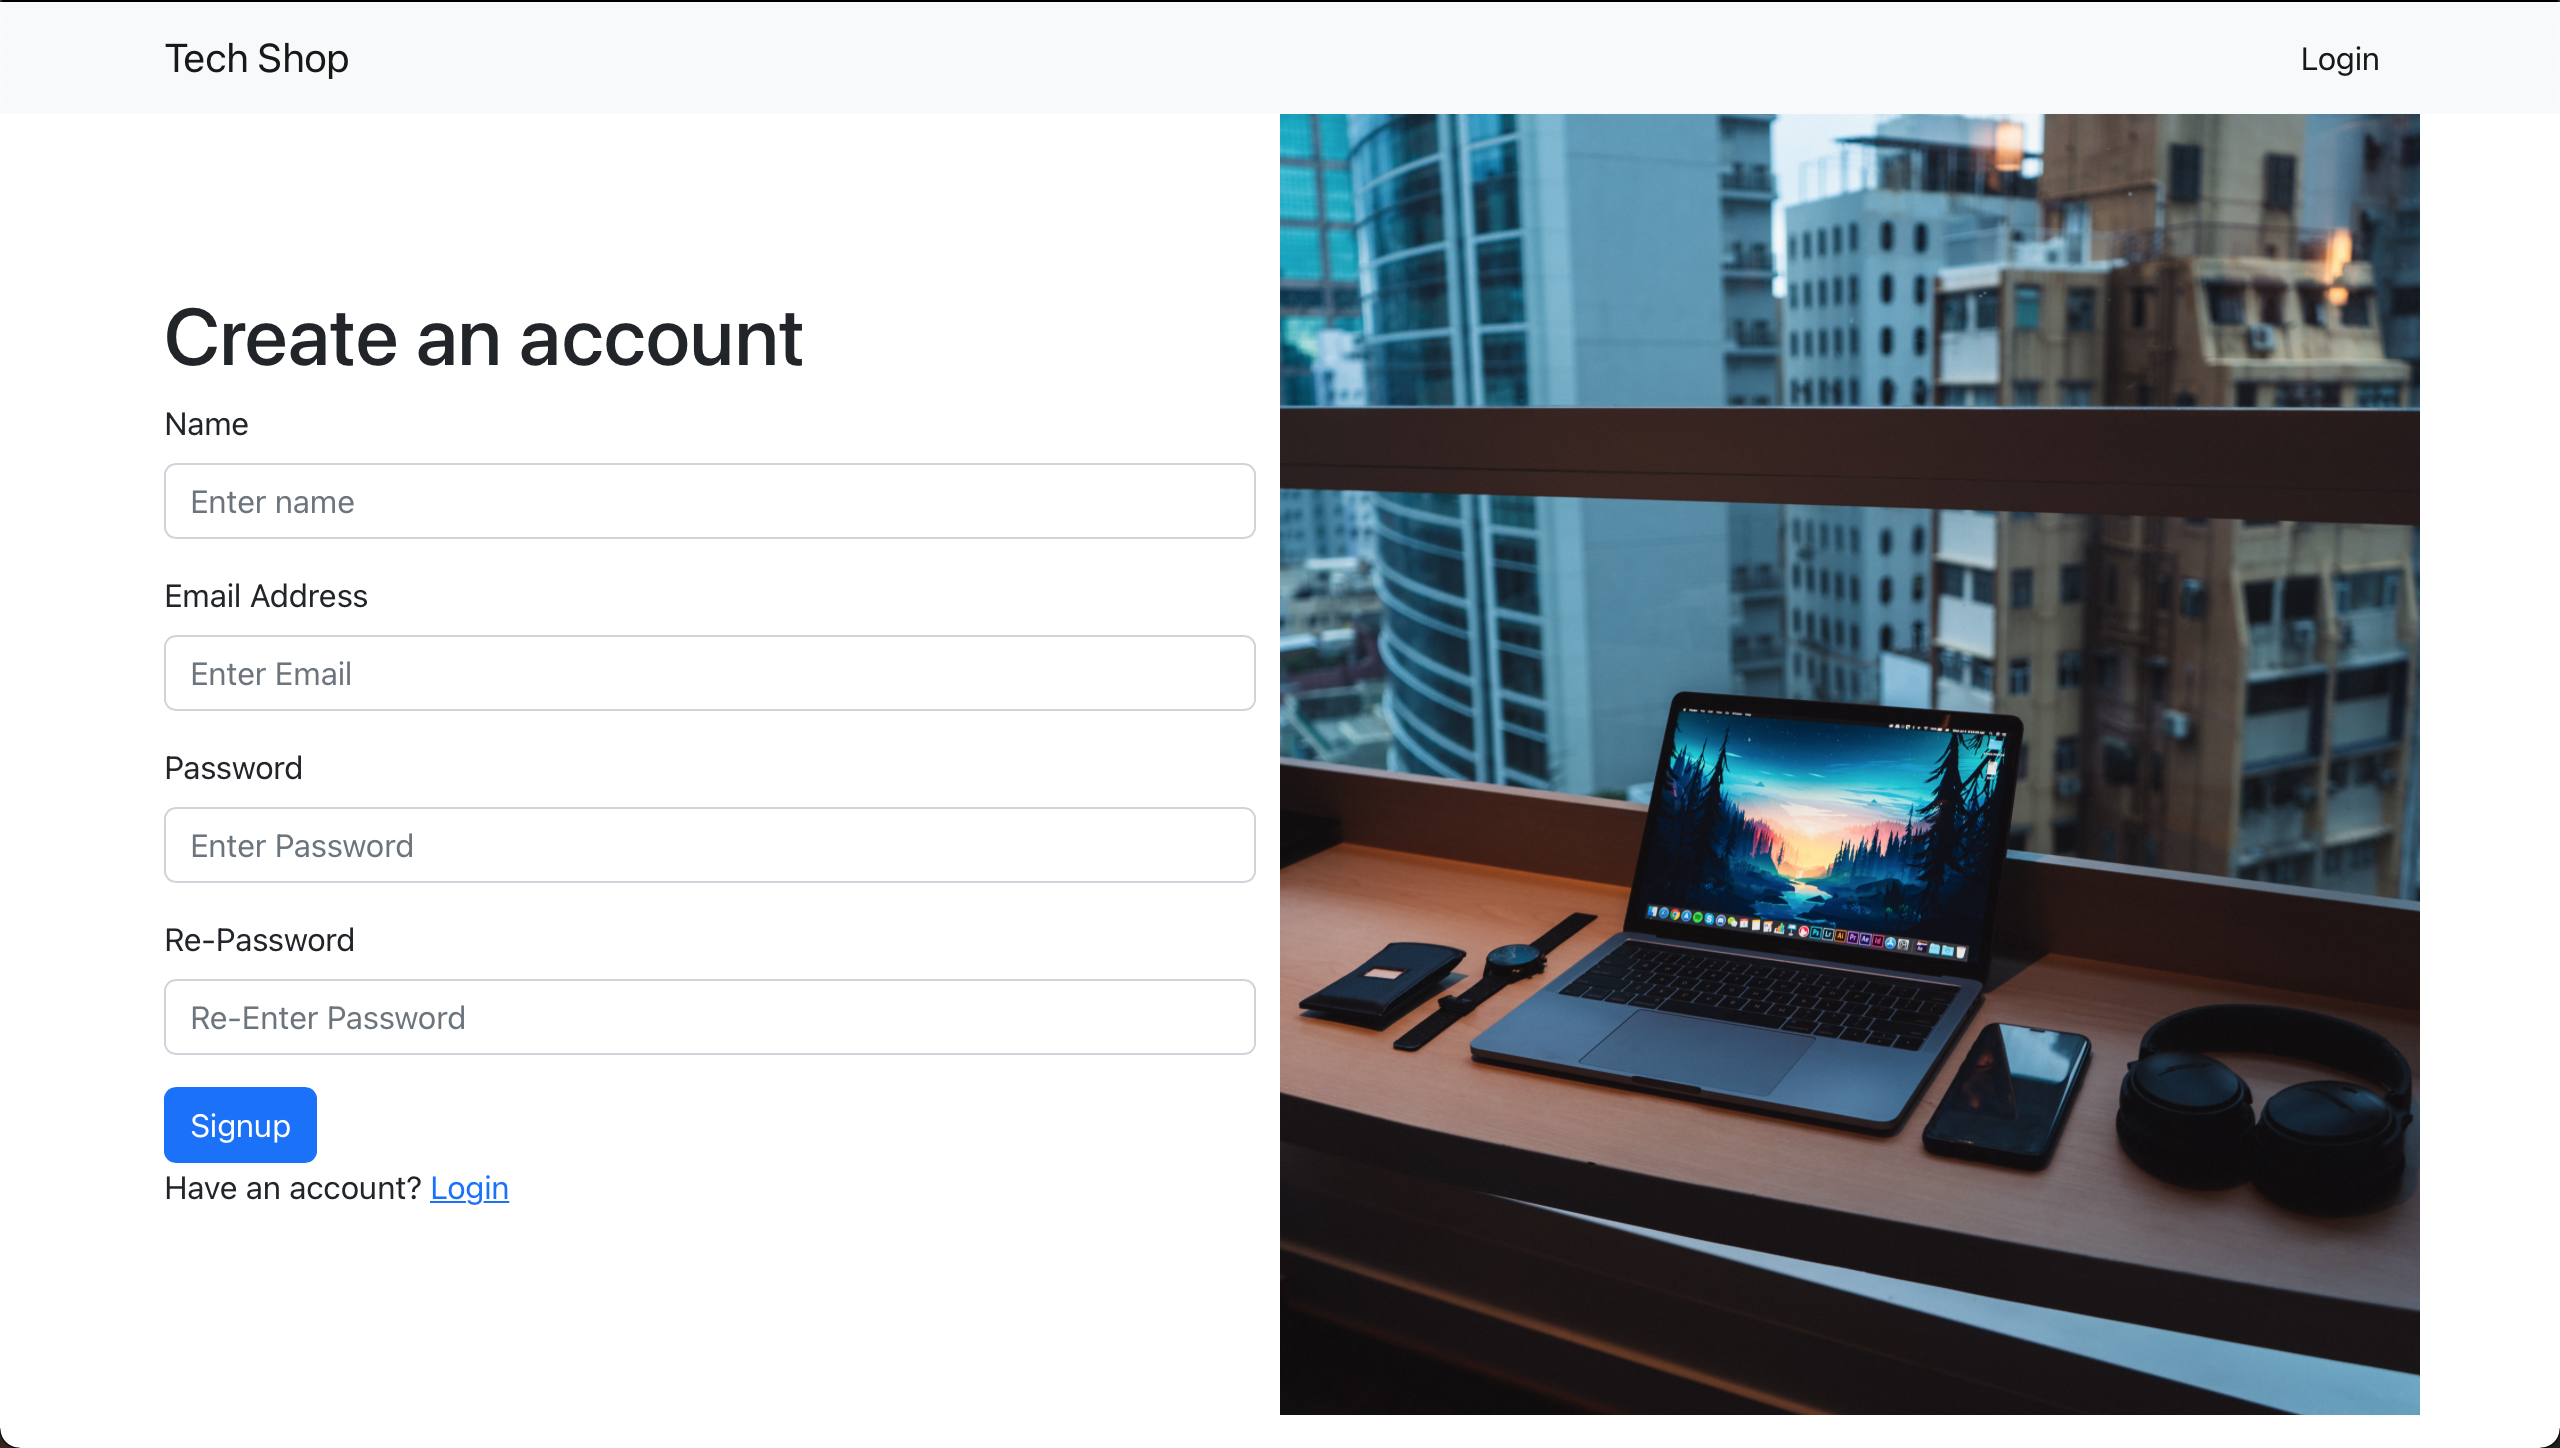 Tech Shop
Login
Create an account
Name
Enter name
Email Address
Enter Email
Password
Enter Password
Re-Password
Re-Enter Password
Signup
Have an account? Login